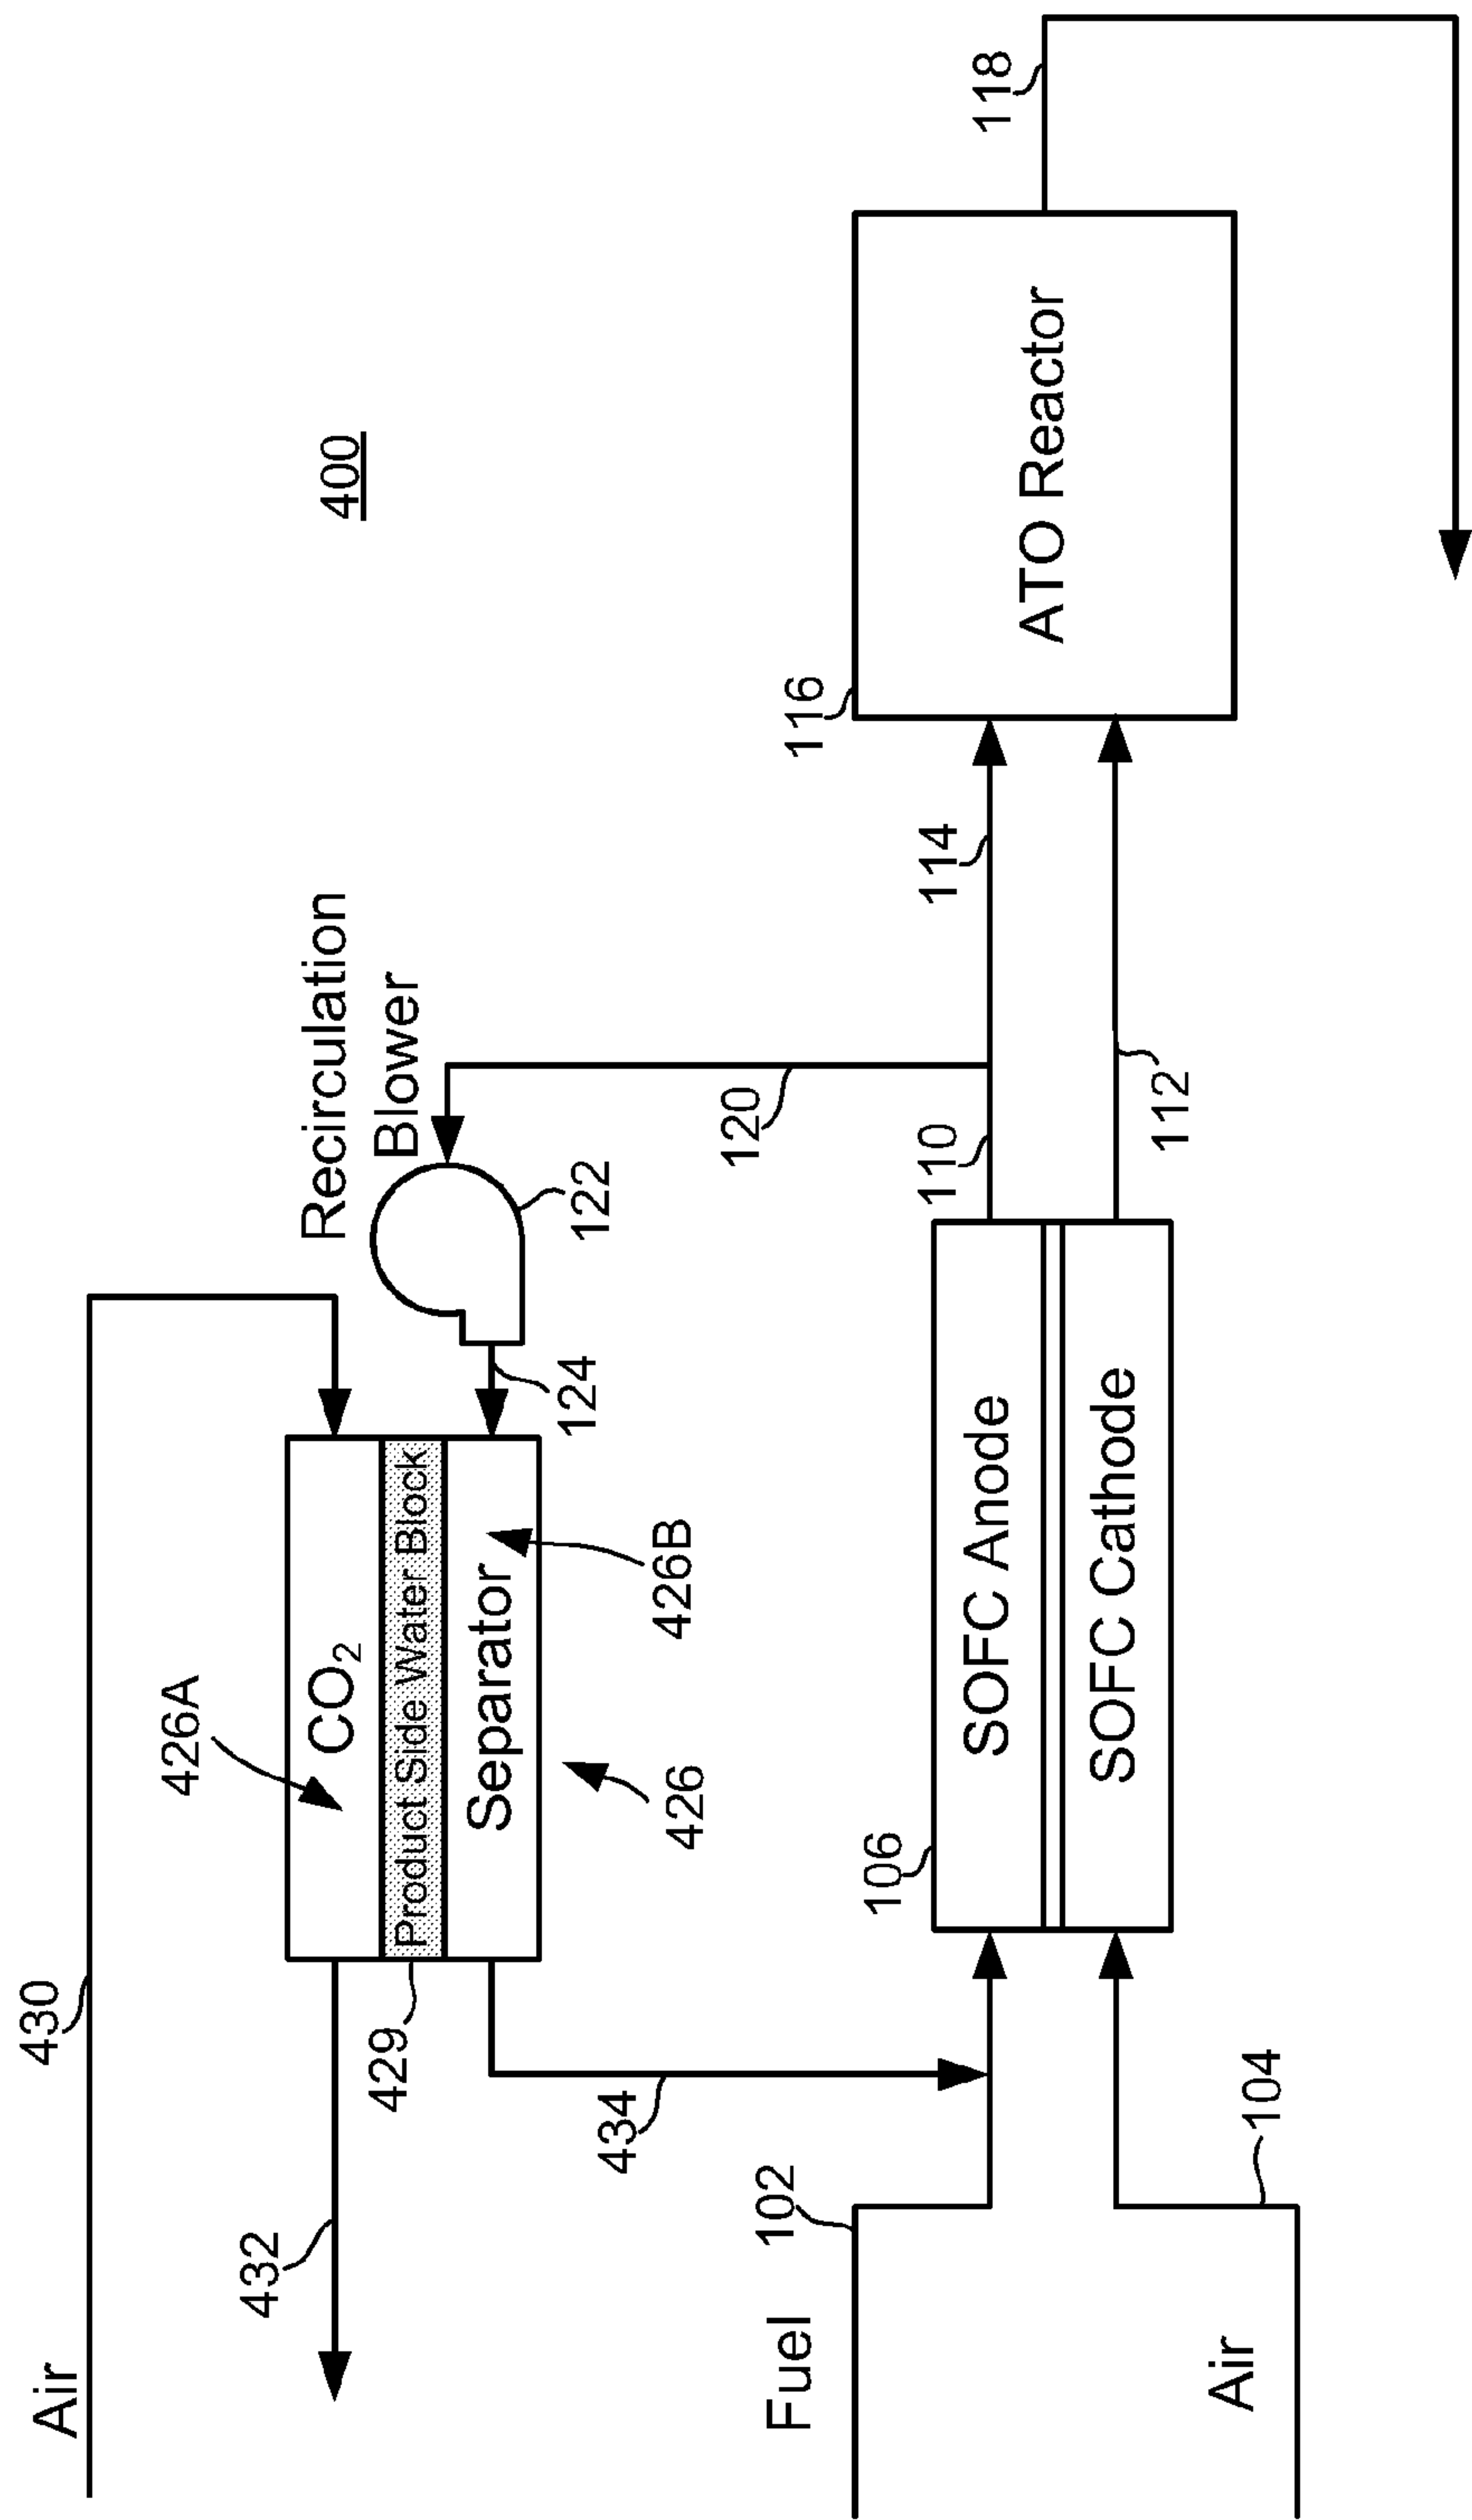 400
Air
430
432
426A
CO2
Product Side Water Block
Separator
429
426B
426
434
Recirculation
Blower
122
124
120
Fuel
102
106
SOFC Anode
SOFC Cathode
110
114
112
116
ATO Reactor
118
Air
104